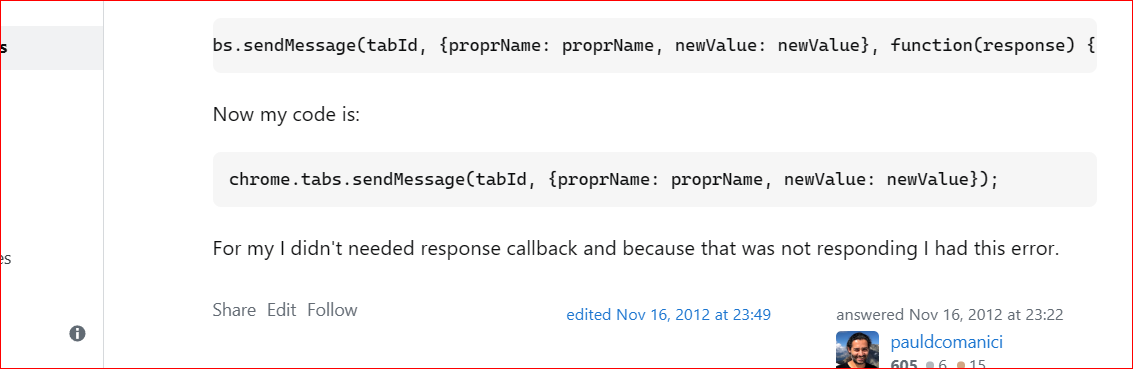 s
bs.sendMessage(tabId, {proprName: proprName, newValue: newValue}, function(response) {
Now my code is:
chrome.tabs.sendMessage(tabId, {proprName: proprName, newValue: newValue});
For my I didn't needed response callback and because that was not responding I had this error.
es
Share Edit Follow
edited Nov 16, 2012 at 23:49
answered Nov 16, 2012 at 23:22
pauldcomanici
605 6 15